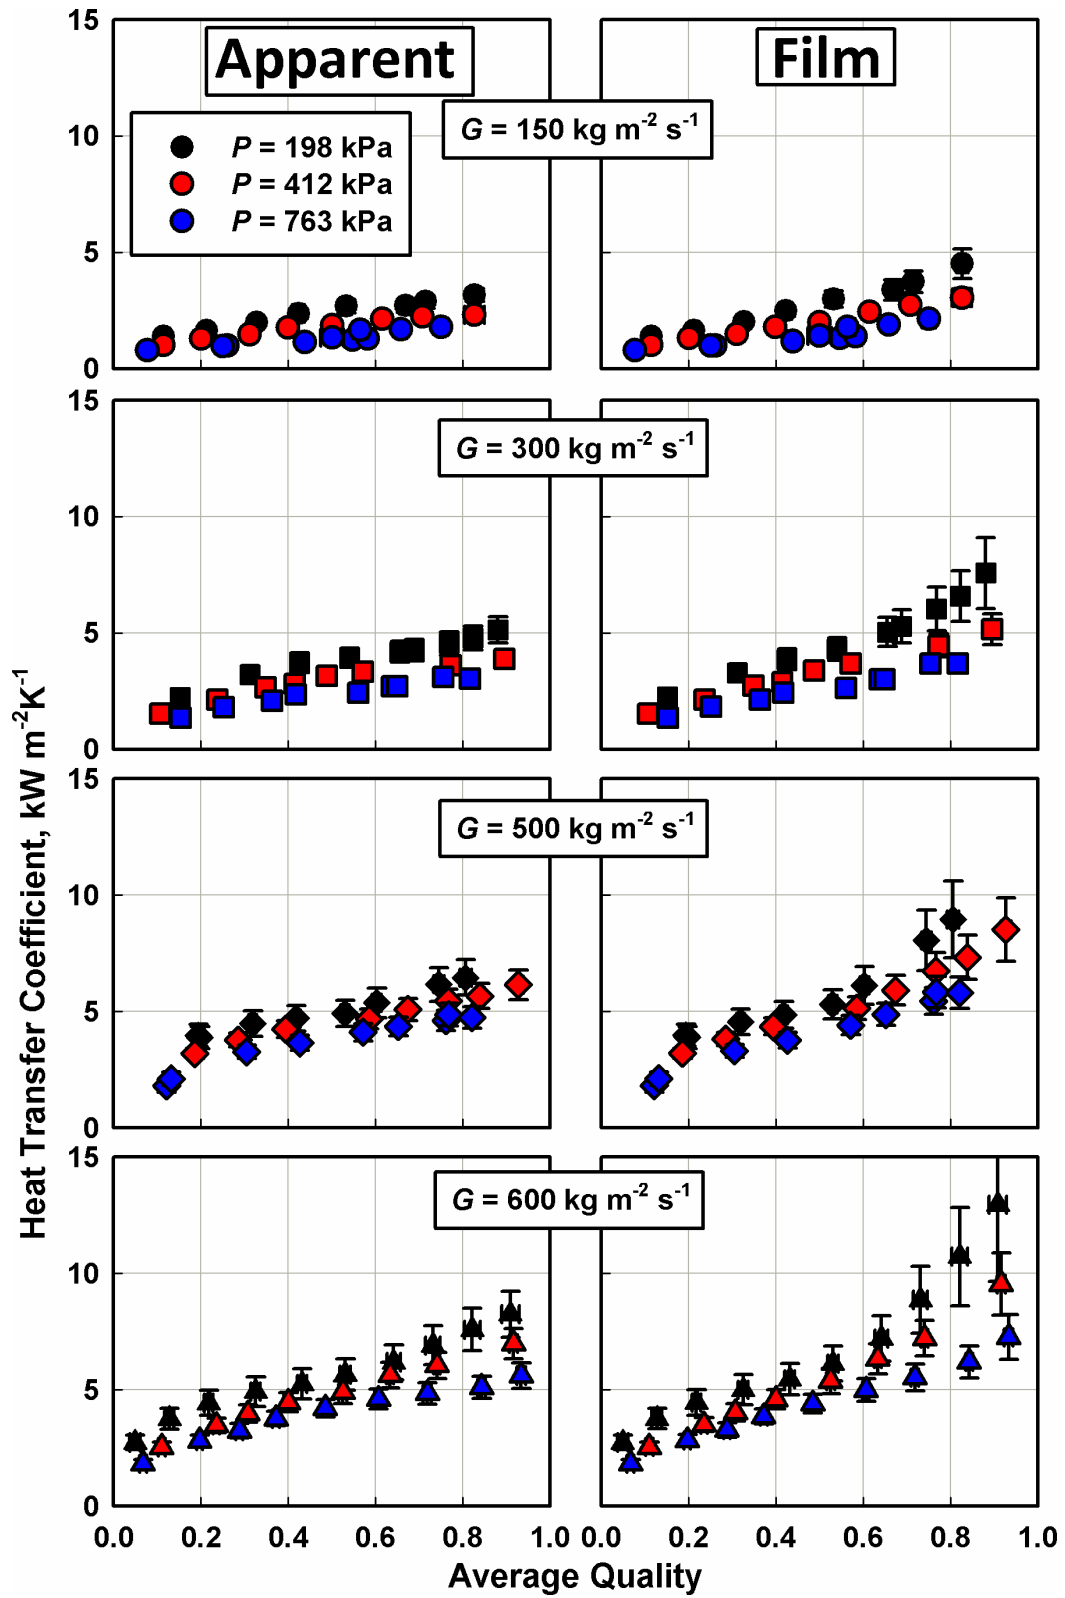 Apparent
Film
G = 150 kg m⁻² s⁻¹
P = 198 kPa
P = 412 kPa
P = 763 kPa
15
10
5
0
G = 300 kg m⁻² s⁻¹
15
10
5
0
G = 500 kg m⁻² s⁻¹
15
10
5
0
G = 600 kg m⁻² s⁻¹
15
10
5
0
Heat Transfer Coefficient, kW m⁻²K⁻¹
0.0 0.2 0.4 0.6 0.8 1.0
0.2 0.4 0.6 0.8 1.0
Average Quality